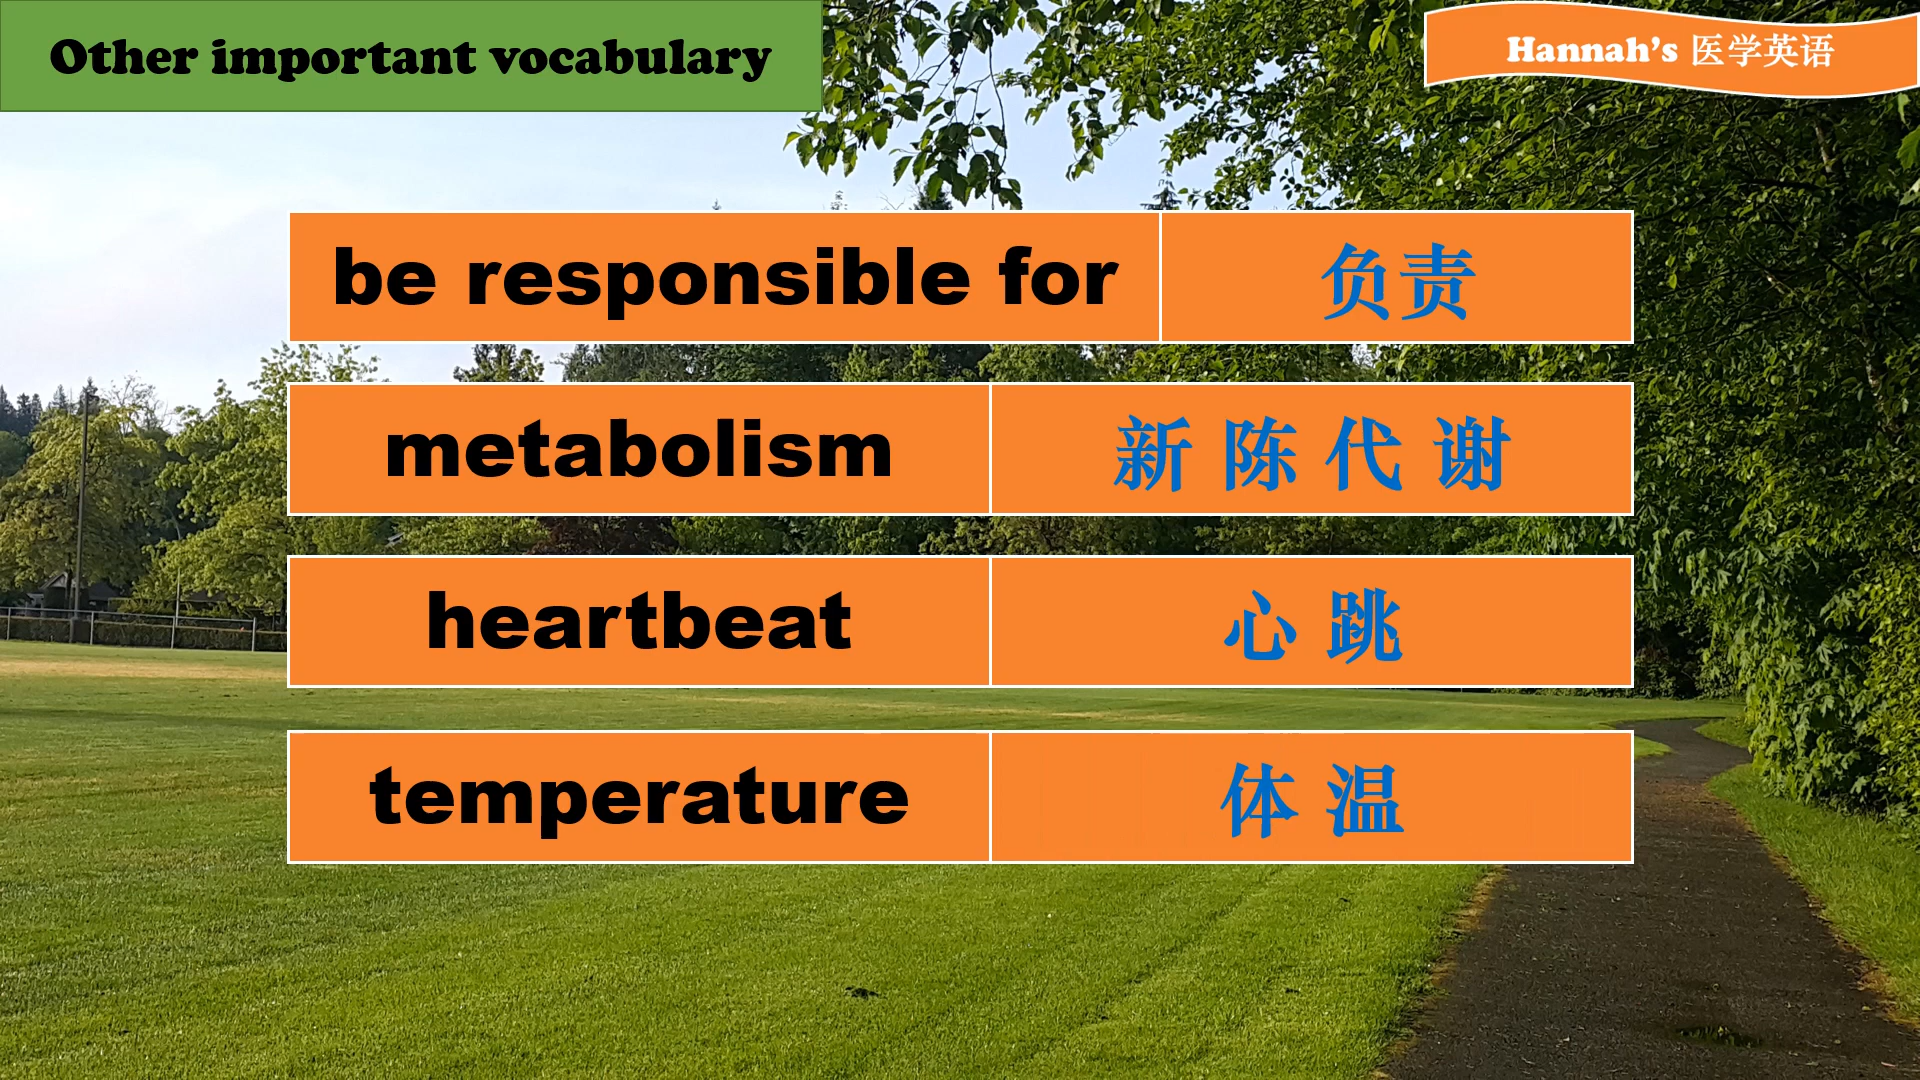 Other important vocabulary
Hannah's 医学英语
be responsible for 负责
metabolism 新 陈 代 谢
heartbeat 心 跳
temperature 体 温